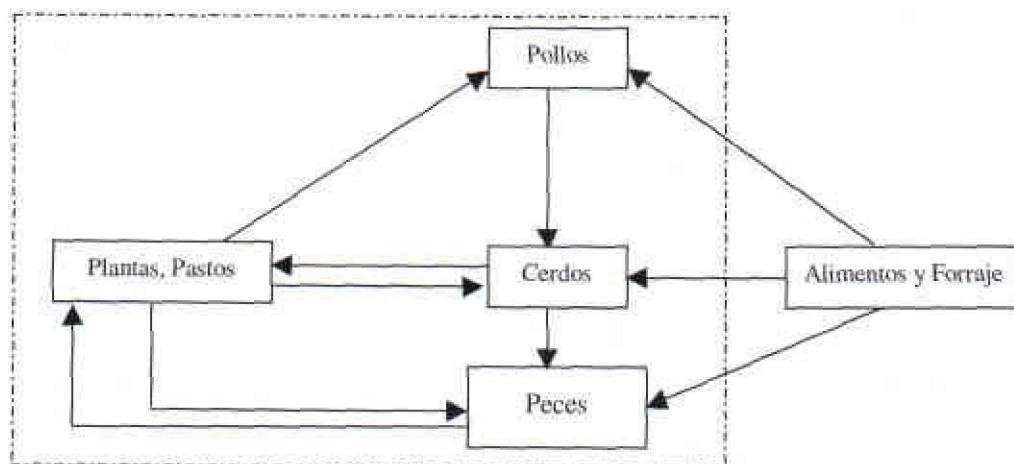 Pollos
Plantas, Pastos
Cerdos
Alimentos y Forraje
Peces